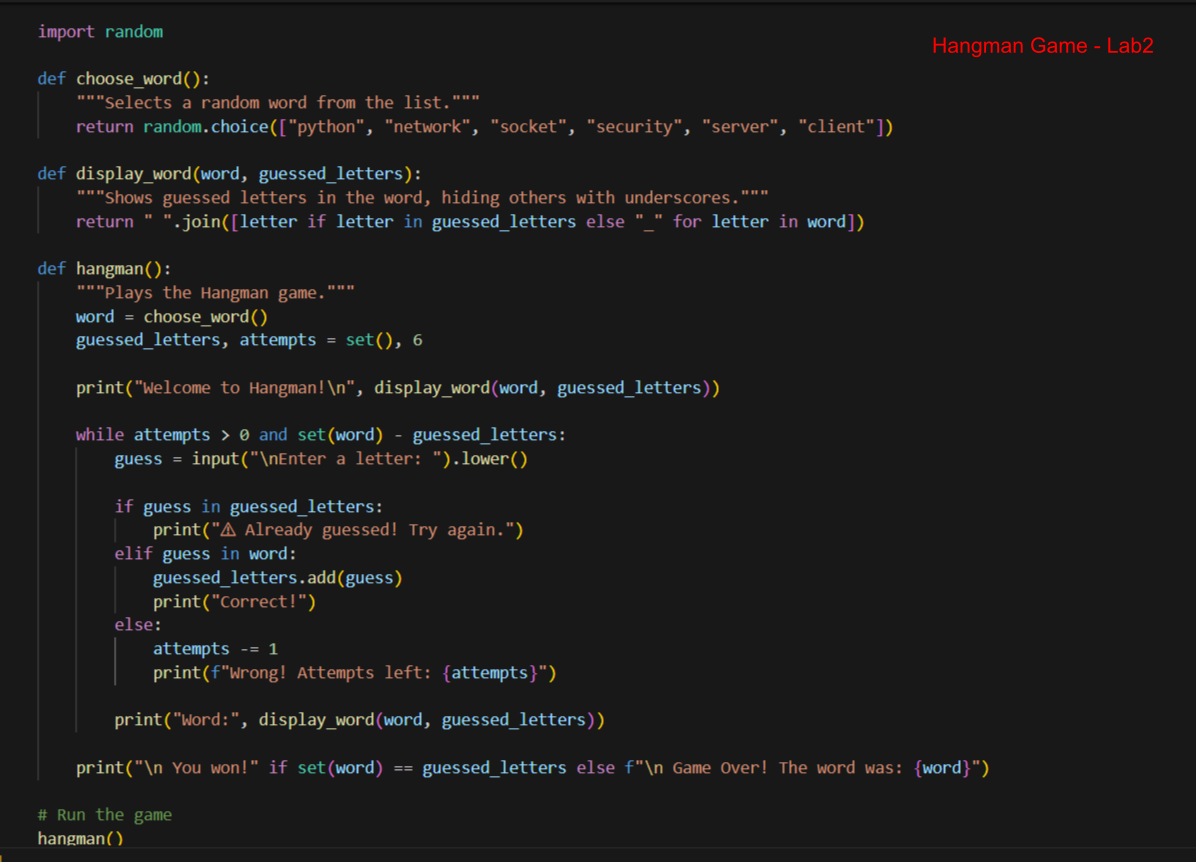 import random
Hangman Game - Lab2
def choose_word():
    """Selects a random word from the list."""
    return random.choice(["python", "network", "socket", "security", "server", "client"])
def display_word(word, guessed_letters):
    """Shows guessed letters in the word, hiding others with underscores."""
    return " ".join([letter if letter in guessed_letters else "_" for letter in word])
def hangman():
    """Plays the Hangman game."""
    word = choose_word()
    guessed_letters, attempts = set(), 6
    print("Welcome to Hangman!\n", display_word(word, guessed_letters))
    while attempts > 0 and set(word) - guessed_letters:
        guess = input("\nEnter a letter: ").lower()
        if guess in guessed_letters:
            print("⚠ Already guessed! Try again.")
        elif guess in word:
            guessed_letters.add(guess)
            print("Correct!")
        else:
            attempts -= 1
            print(f"Wrong! Attempts left: {attempts}")
        print("Word:", display_word(word, guessed_letters))
    print("\n You won!" if set(word) == guessed_letters else f"\n Game Over! The word was: {word}")
# Run the game
hangman()